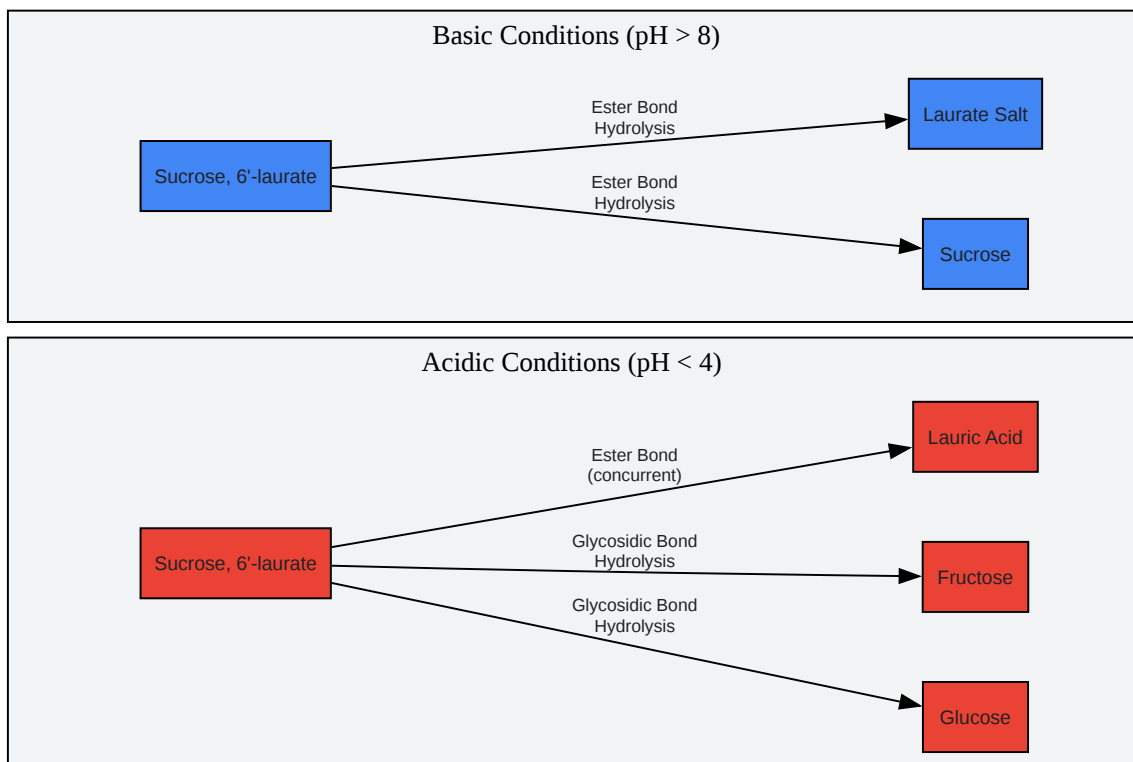 Basic Conditions (pH > 8)
Ester Bond
Hydrolysis
Laurate Salt
Sucrose, 6'-laurate
Ester Bond
Hydrolysis
Sucrose
Acidic Conditions (pH < 4)
Lauric Acid
Ester Bond
(concurrent)
Sucrose, 6'-laurate
Glycosidic Bond
Hydrolysis
Fructose
Glycosidic Bond
Hydrolysis
Glucose